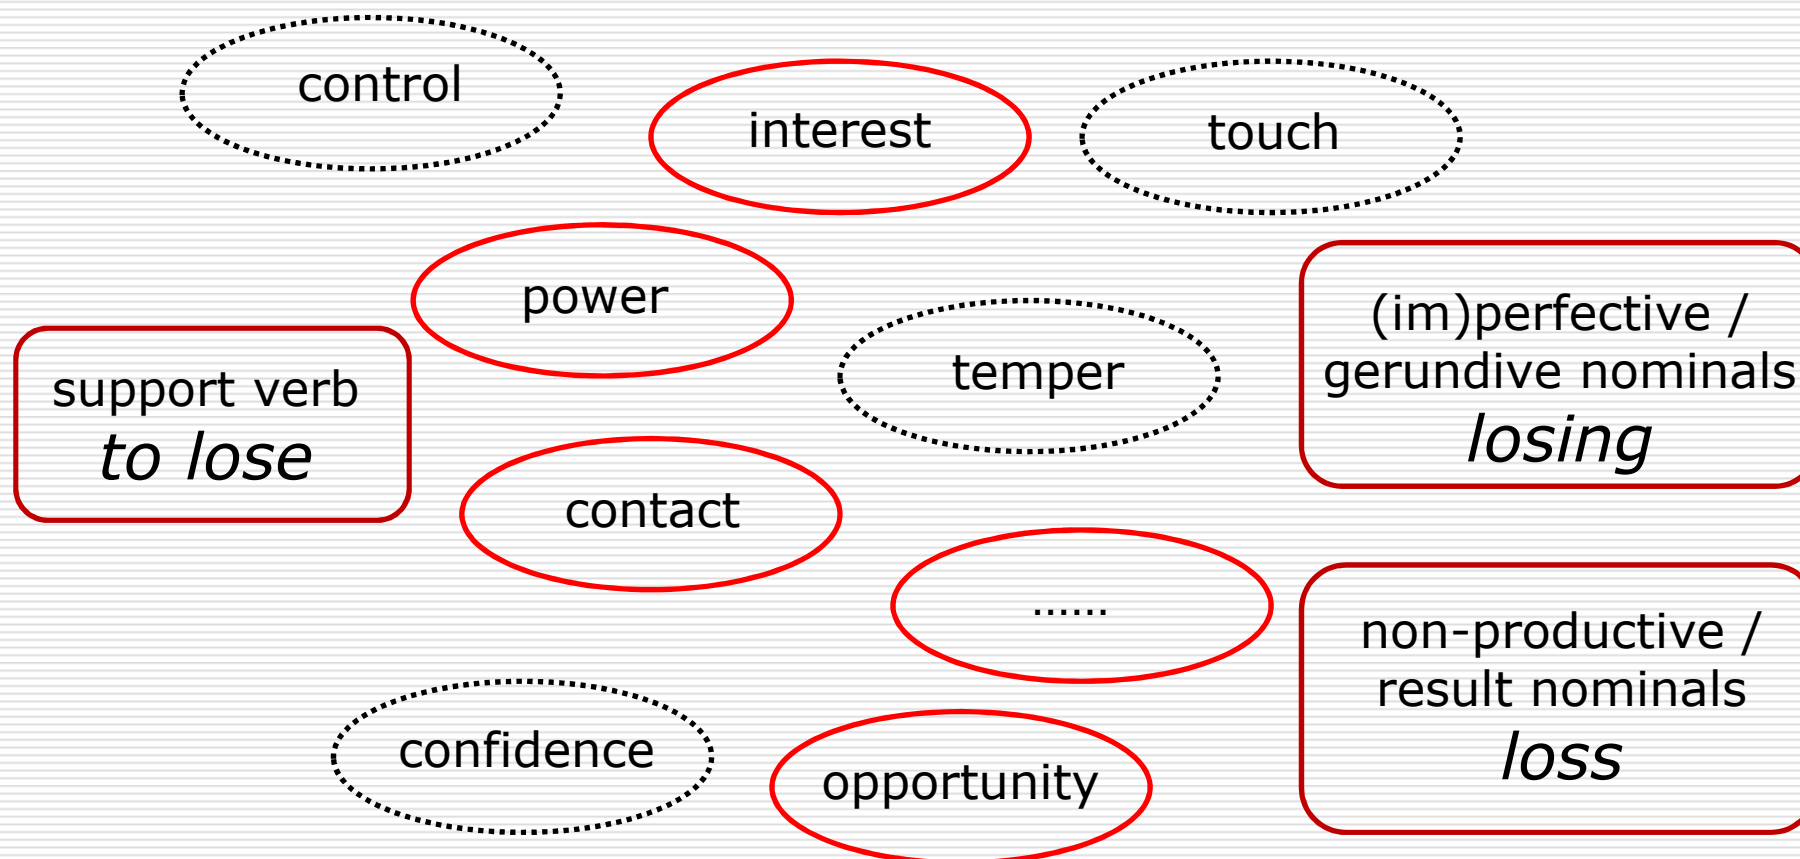 control
interest
touch
power
(im)perfective /
gerundive nominals
losing
support verb
to lose
temper
contact
......
non-productive /
result nominals
loss
confidence
opportunity